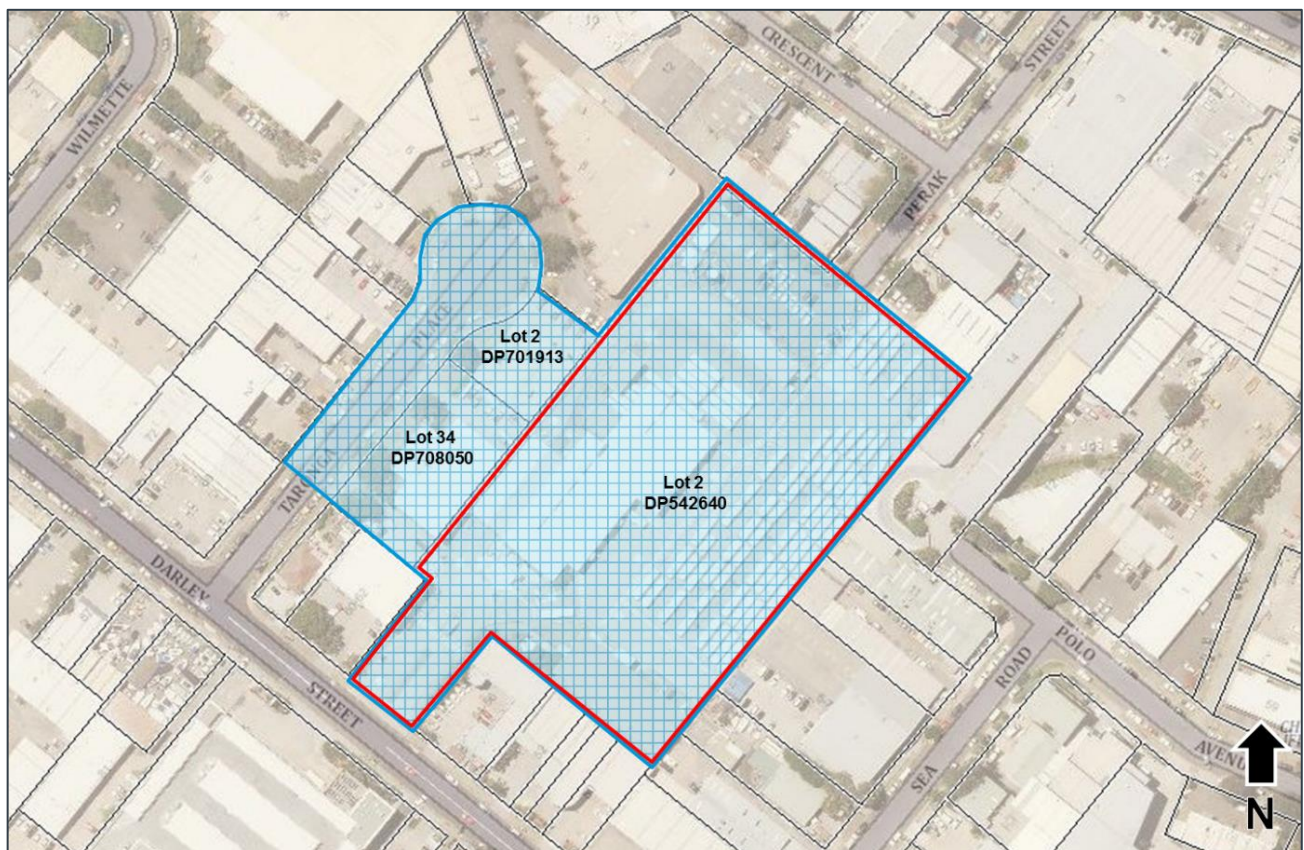 CRESCENT
STREET
WILMETTE
PERAK
Lot 2
DP701913
PLACE
Lot 34
DP708050
TARONGA
Lot 2
DP542640
DARLEY
STREET
POLO
ROAD
SEA
AVENUE
N